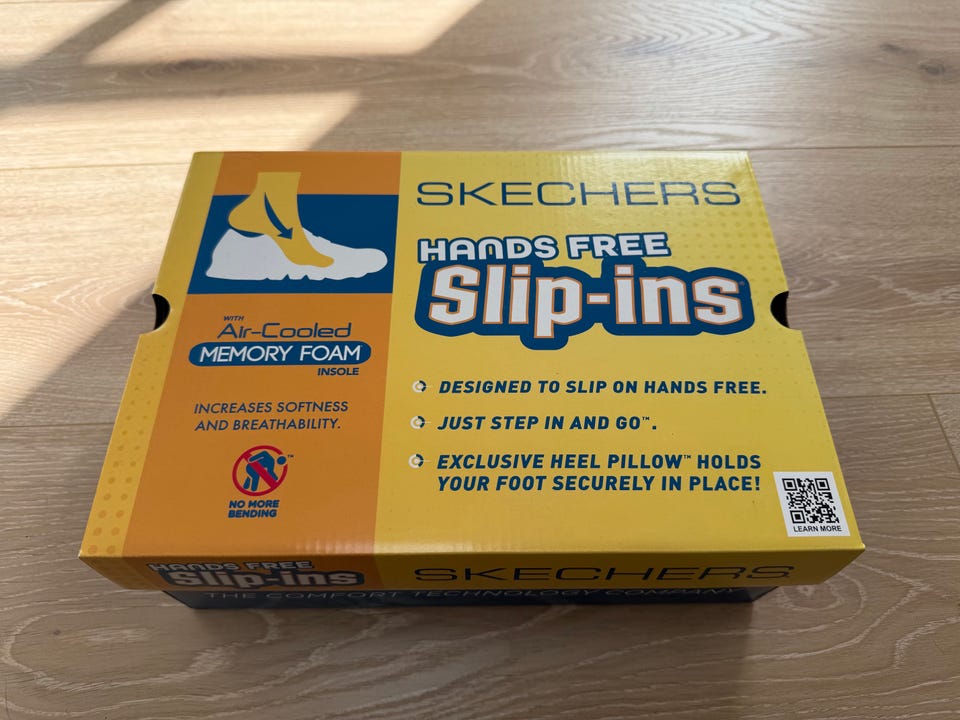 SKECHERS
HANDS FREE
Slip-ins®
WITH
Air-Cooled
MEMORY FOAM
INSOLE
INCREASES SOFTNESS
AND BREATHABILITY.
NO MORE
BENDING
™
DESIGNED TO SLIP ON HANDS FREE.
JUST STEP IN AND GO™.
EXCLUSIVE HEEL PILLOW™ HOLDS
YOUR FOOT SECURELY IN PLACE!
LEARN MORE
HANDS FREE
Slip-ins
SKECHERS
THE COMFORT TECHNOLOGY COMPANY